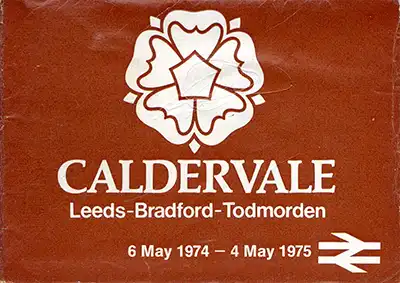 CALDERVALE
Leeds-Bradford-Todmorden
6 May 1974 – 4 May 1975